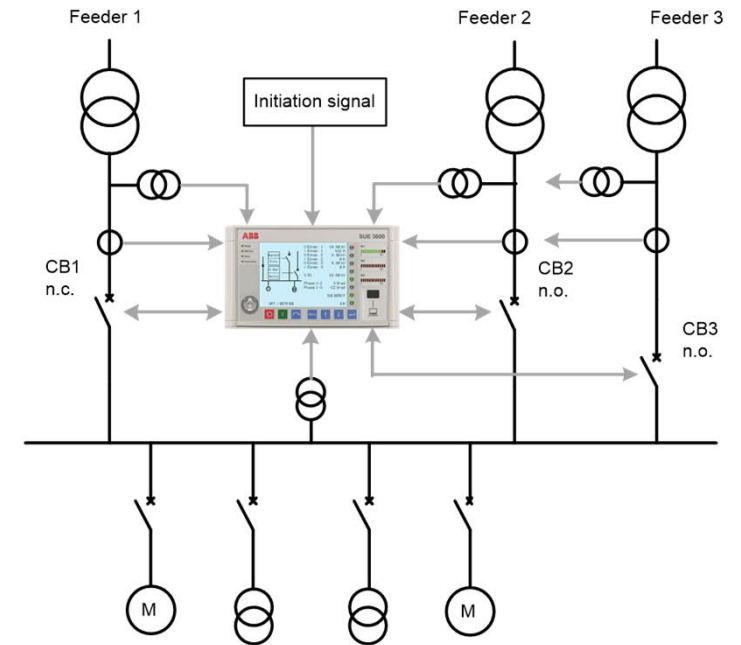 Feeder 1
Feeder 2
Feeder 3
Initiation signal
ABB
SUE 3000
CB1
n.c.
CB2
n.o.
CB3
n.o.
M
M